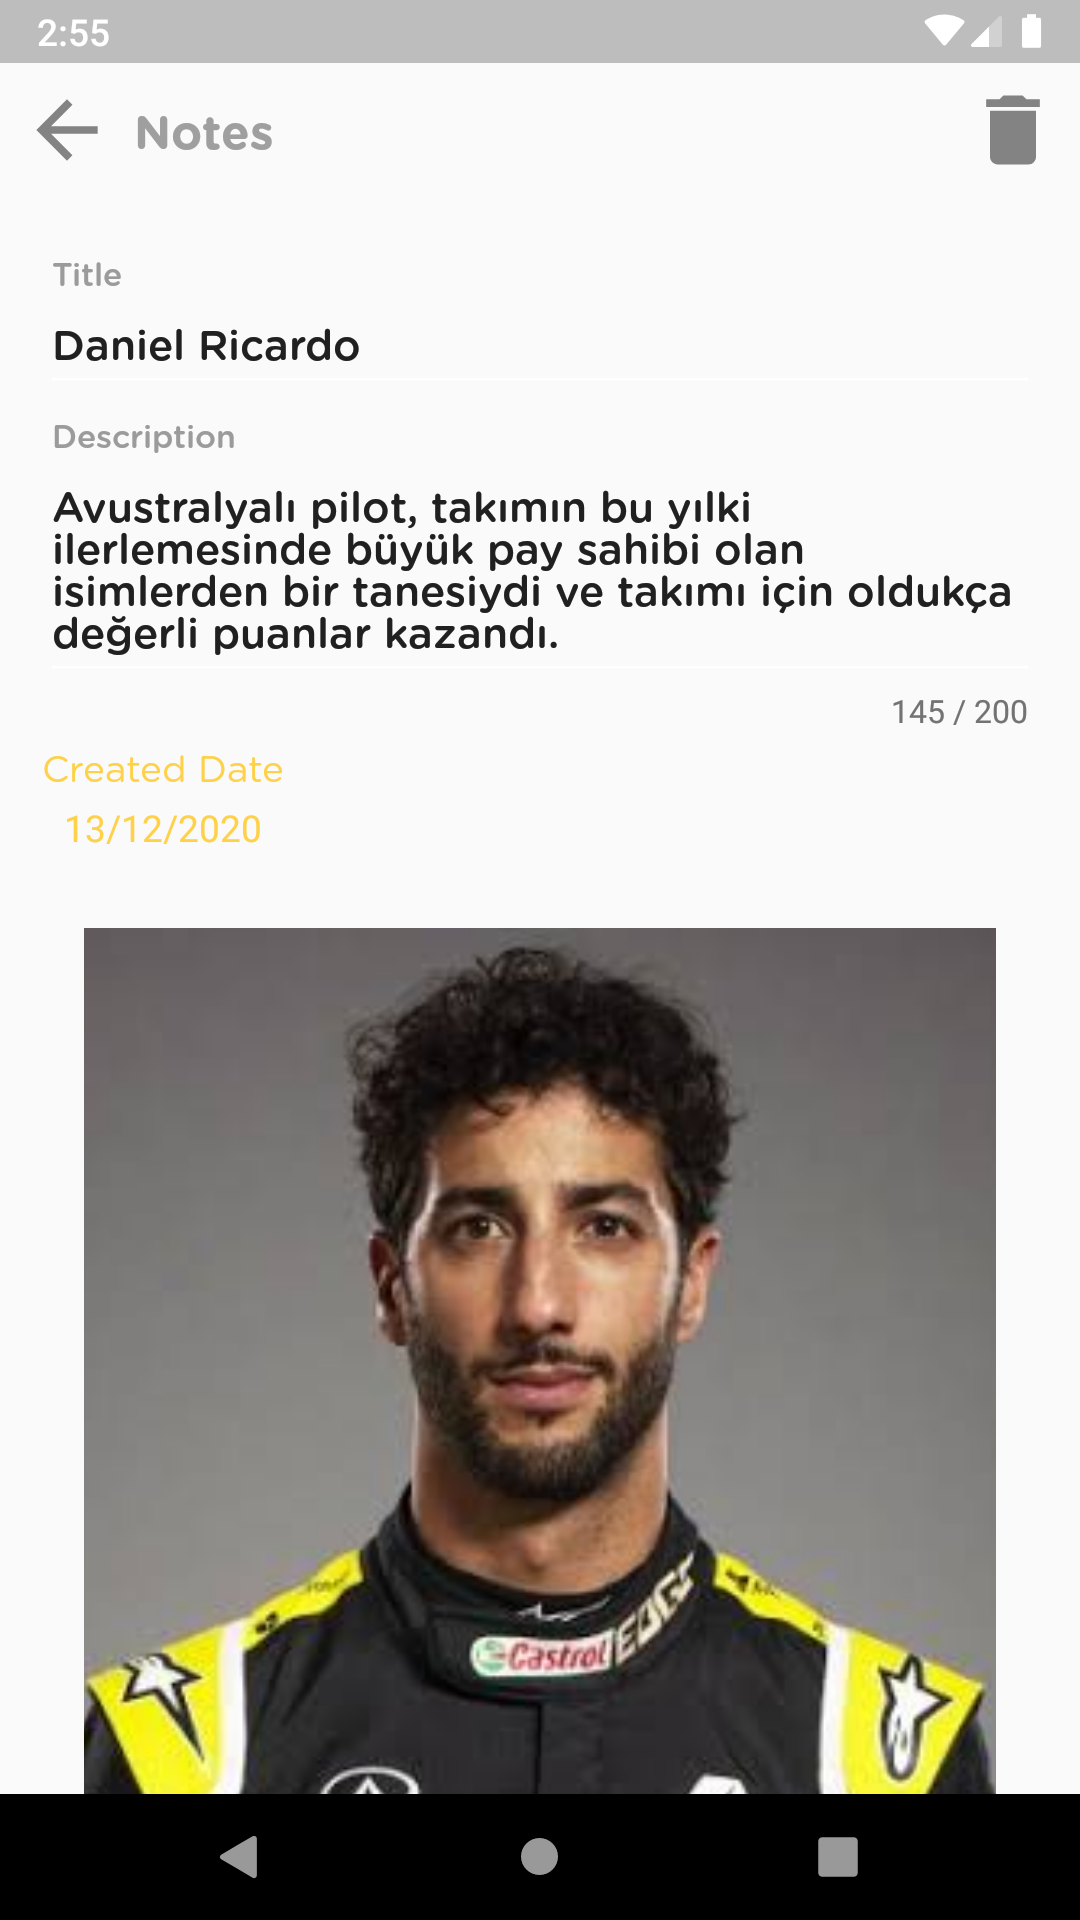 2:55
Notes
Title
Daniel Ricardo
Description
Avustralyalı pilot, takımın bu yılki
ilerlemesinde büyük pay sahibi olan
isimlerden bir tanesiydi ve takımı için oldukça
değerli puanlar kazandı.
145 / 200
Created Date
13/12/2020
EDGE
Castrol